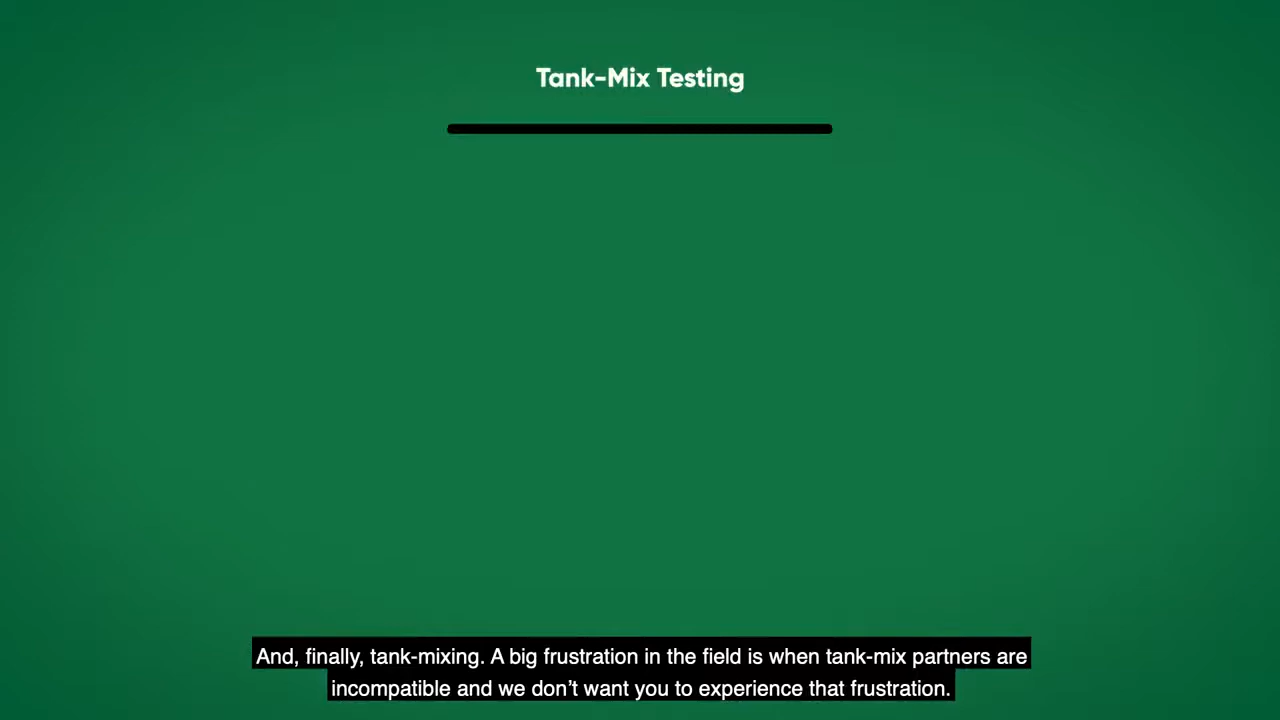 Tank-Mix Testing
And, finally, tank-mixing. A big frustration in the field is when tank-mix partners are
incompatible and we don’t want you to experience that frustration.